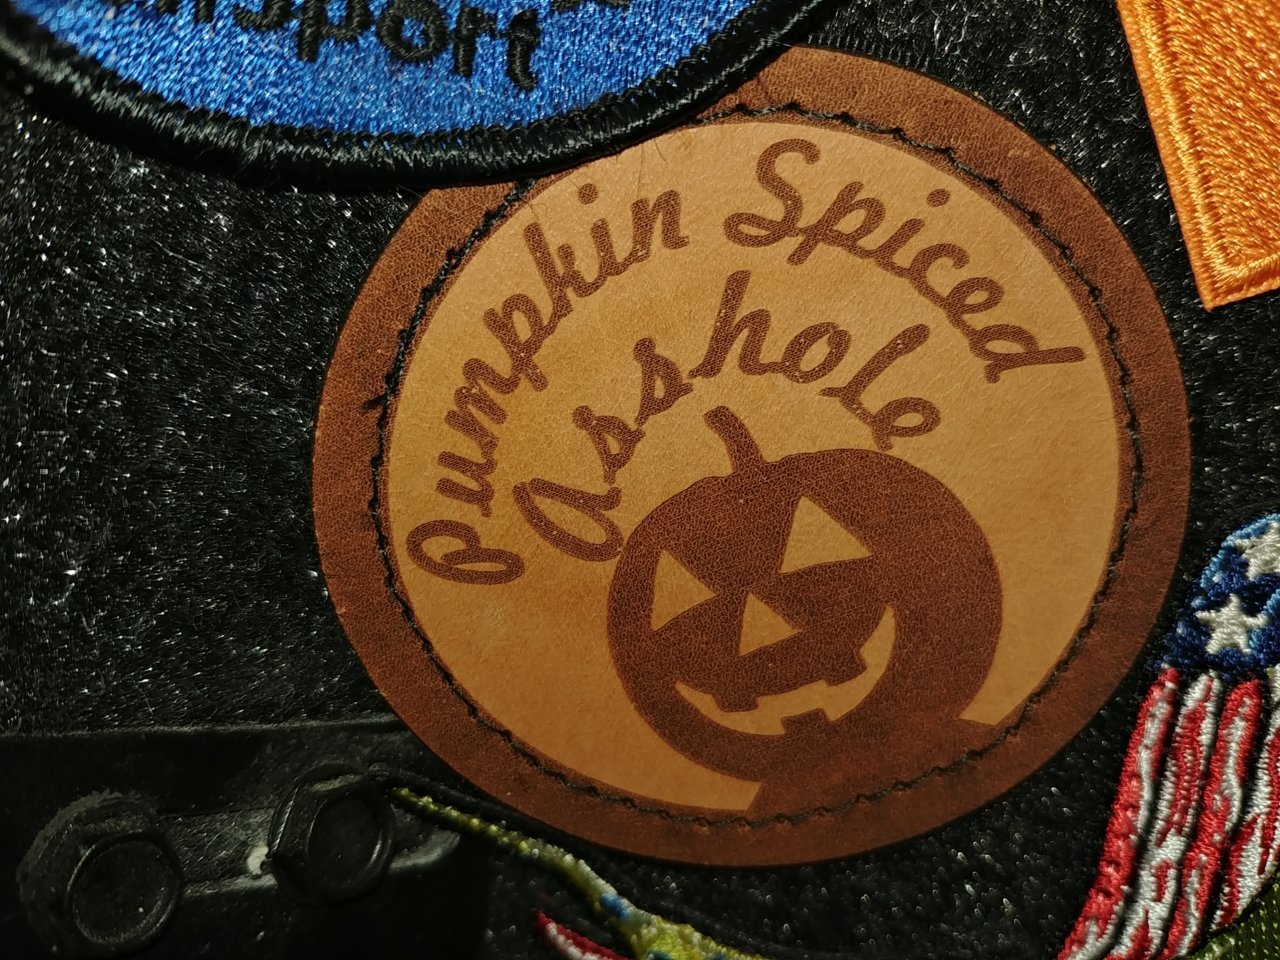 Pumpkin Spiced
asshole